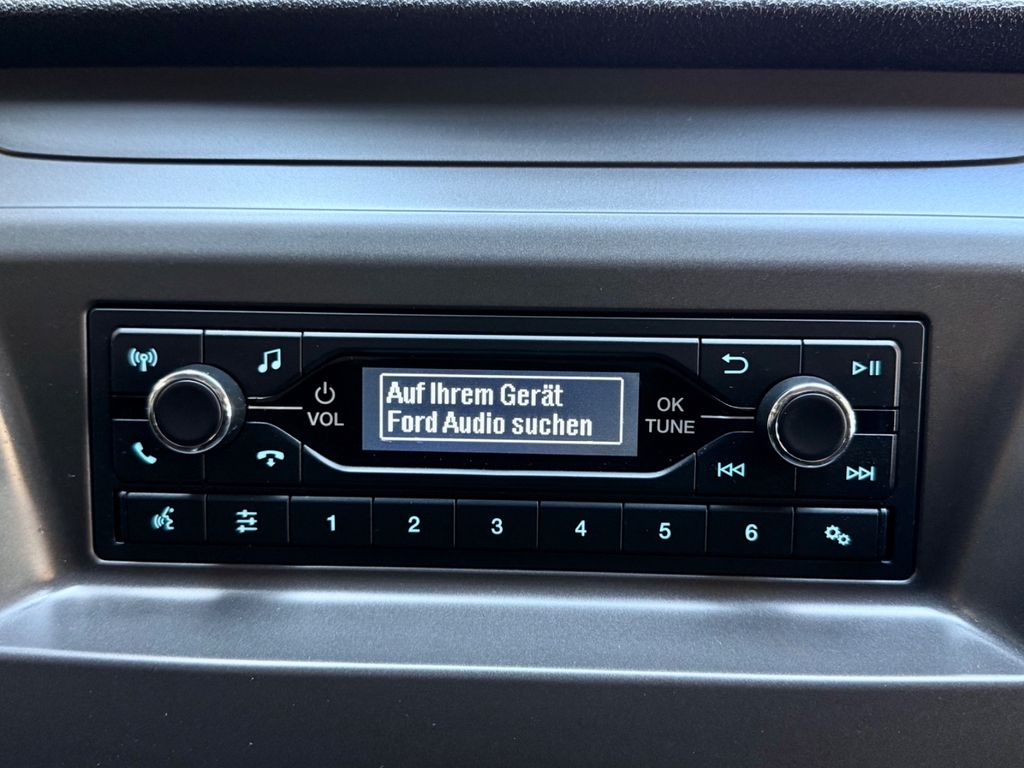 VOL
Auf Ihrem Gerät
Ford Audio suchen
OK
TUNE
1 2 3 4 5 6